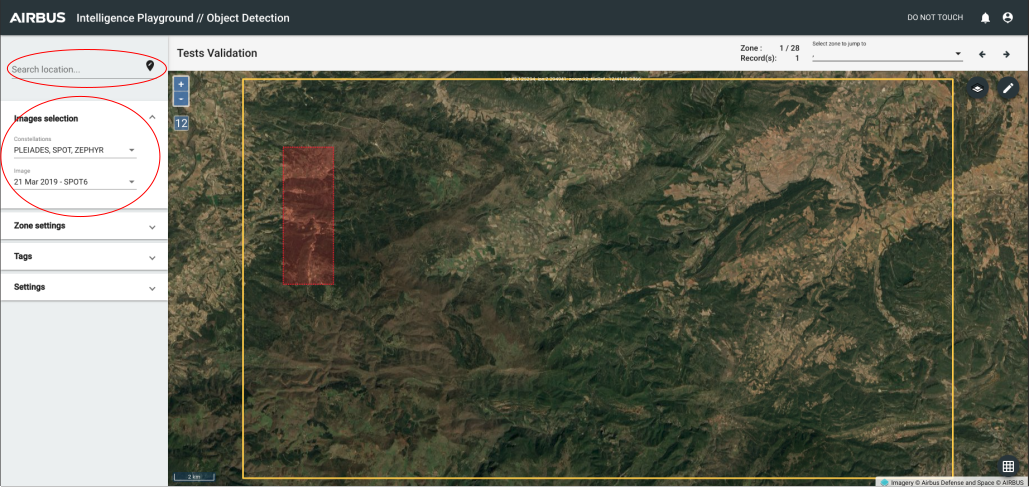 AIRBUS Intelligence Playground // Object Detection
DO NOT TOUCH
Search location...
Tests Validation
Zone : 1 / 28
Record(s): 1
Select zone to jump to
-
+
-
12
Images selection
Constellations
PLEIADES, SPOT, ZEPHYR
Image
21 Mar 2019 - SPOT6
Zone settings
Tags
Settings
2 km
Imagery © Airbus Defense and Space © AIRBUS